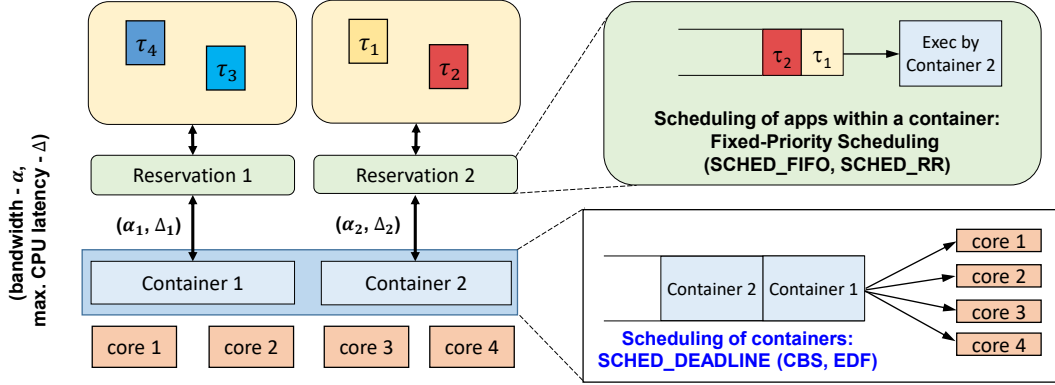 (bandwidth - α,
max. CPU latency - Δ)
τ4
τ3
τ1
τ2
Reservation 1
Reservation 2
(α1, Δ1)
(α2, Δ2)
Container 1
Container 2
core 1
core 2
core 3
core 4
τ2
τ1
Exec by
Container 2
Scheduling of apps within a container:
Fixed-Priority Scheduling
(SCHED_FIFO, SCHED_RR)
Container 2
Container 1
core 1
core 2
core 3
core 4
Scheduling of containers:
SCHED_DEADLINE (CBS, EDF)